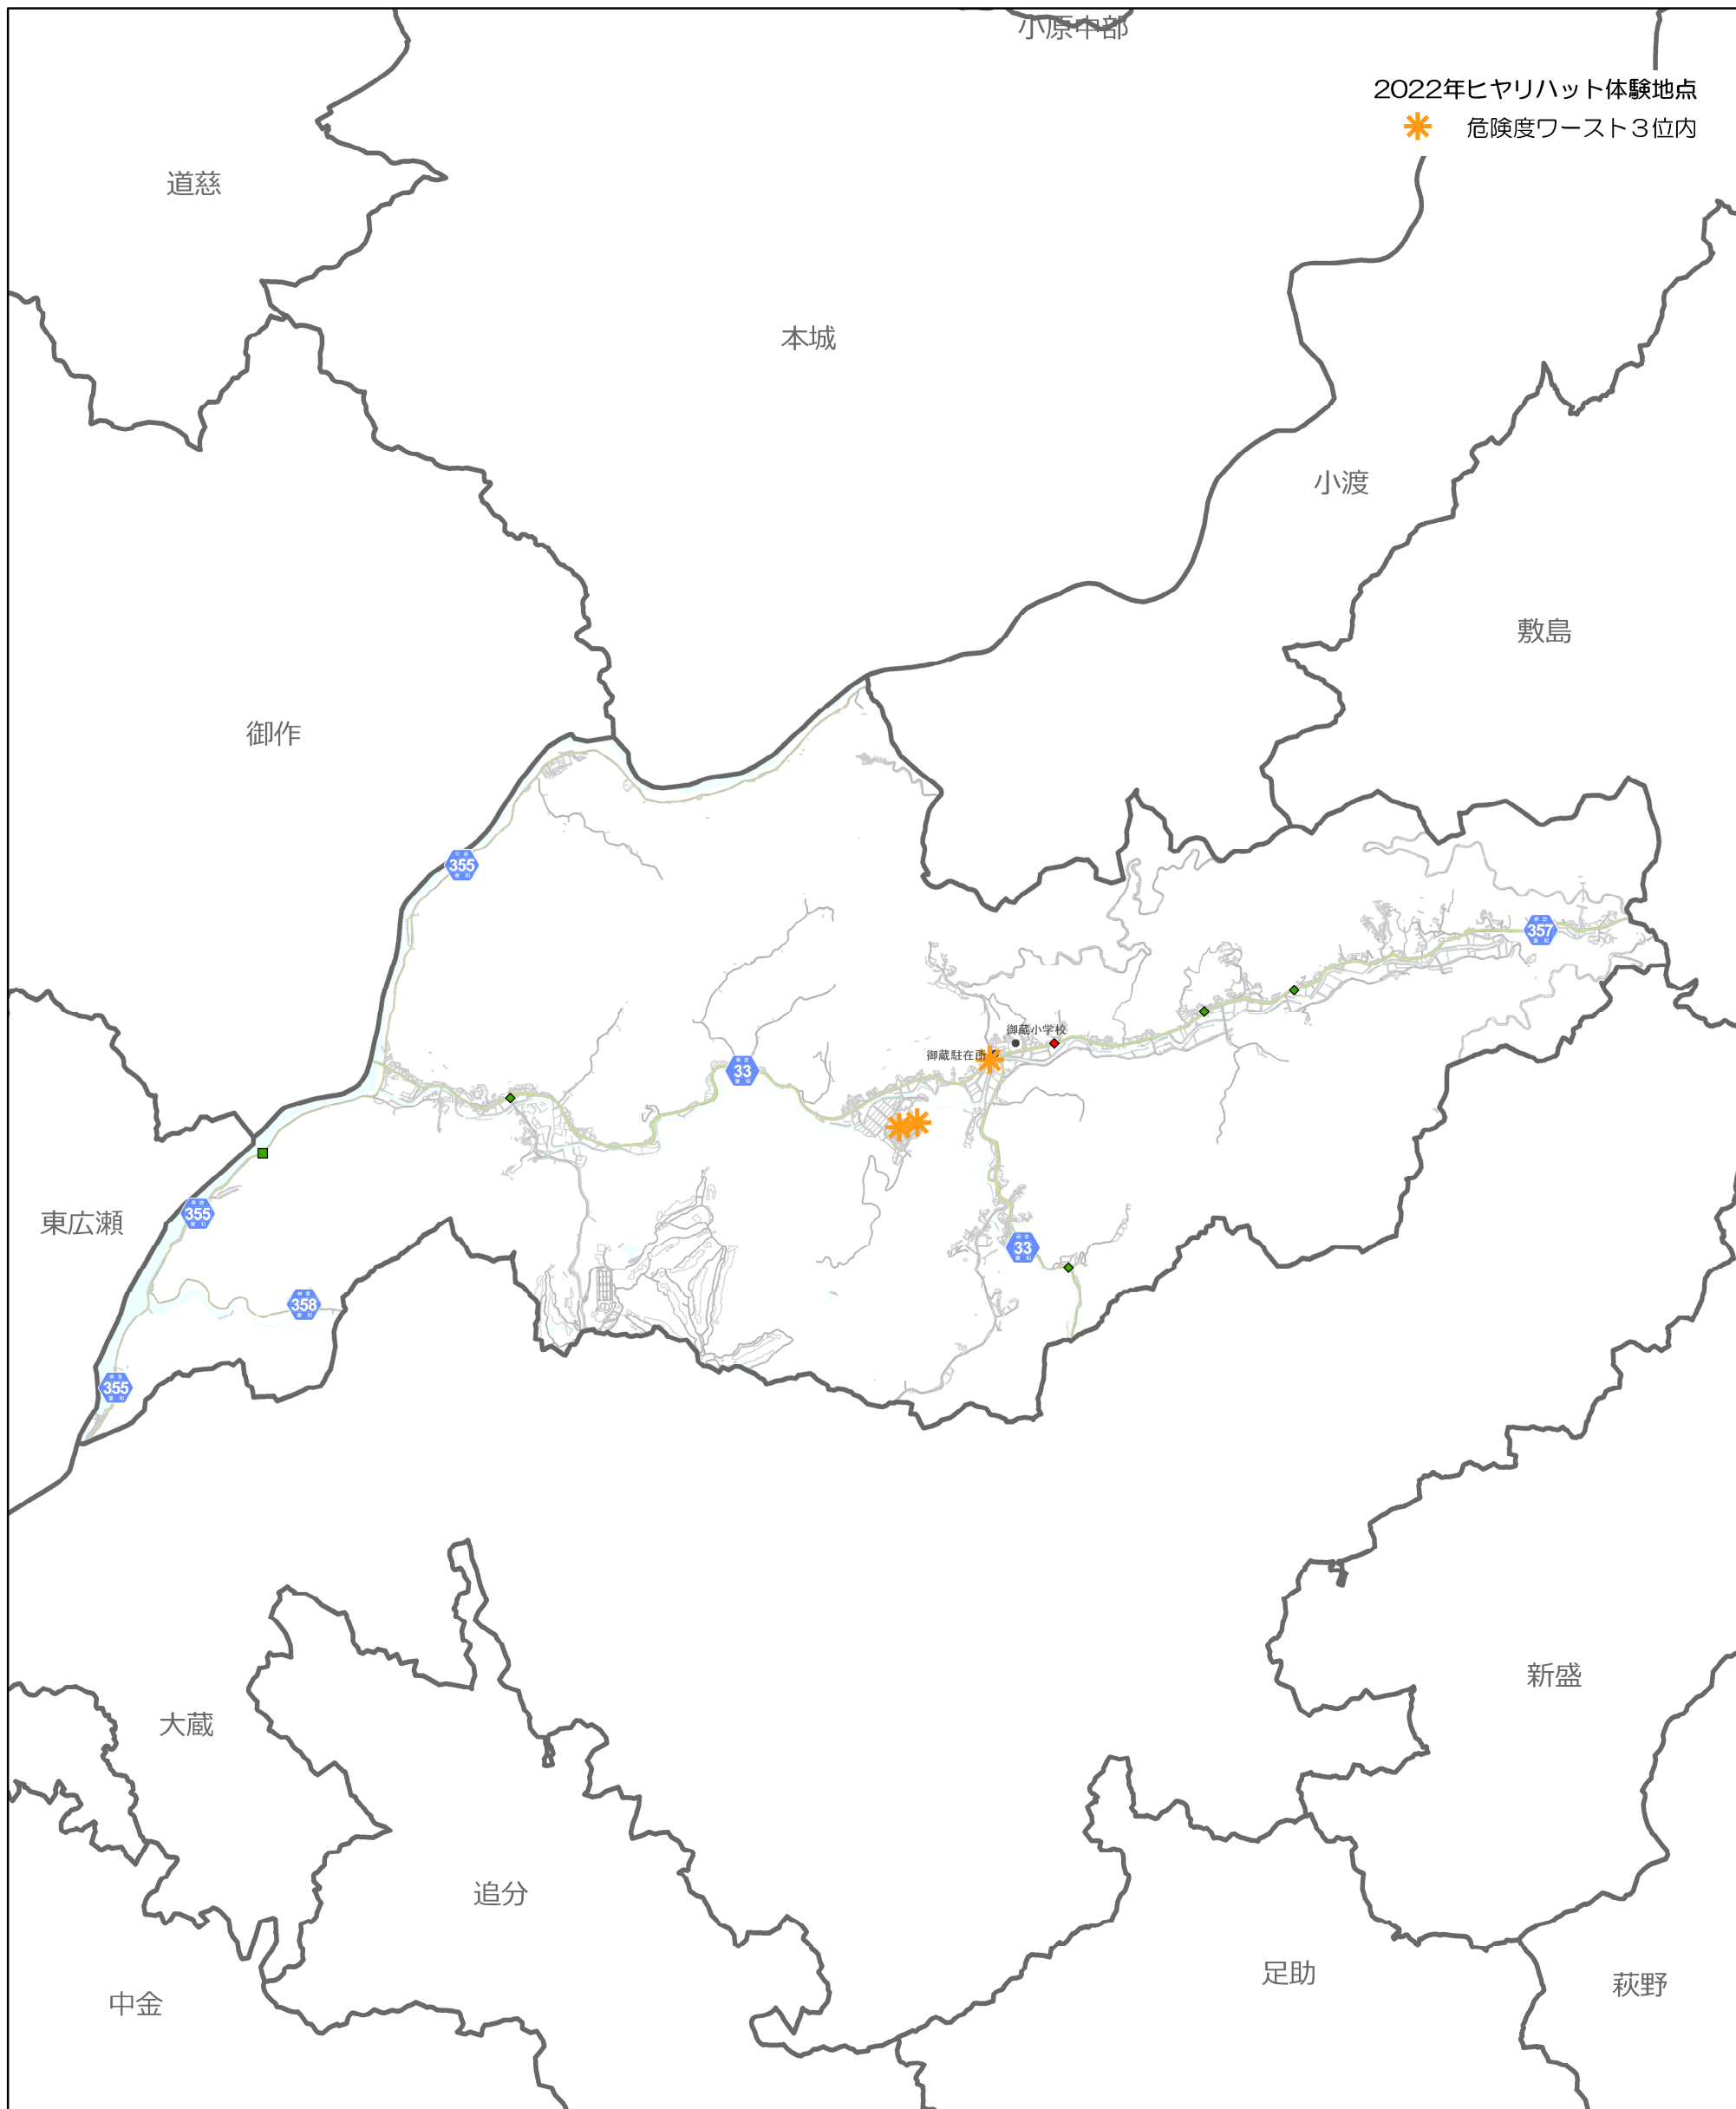 小原中部
2022年ヒヤリハット体験地点
危険度ワースト3位内
道慈
本城
小渡
敷島
御作
355
357
御蔵小学校
御蔵駐在所
33
東広瀬
355
33
358
355
新盛
大蔵
追分
足助
萩野
中金